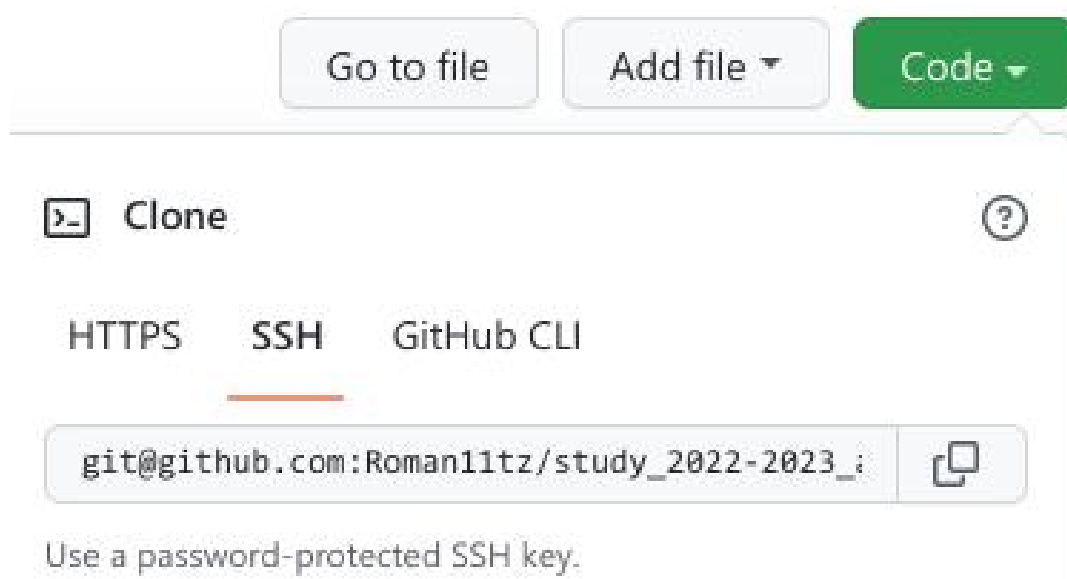 Go to file Add file Code
Clone
HTTPS SSH GitHub CLI
git@github.com:Roman11tz/study_2022-2023_
Use a password-protected SSH key.